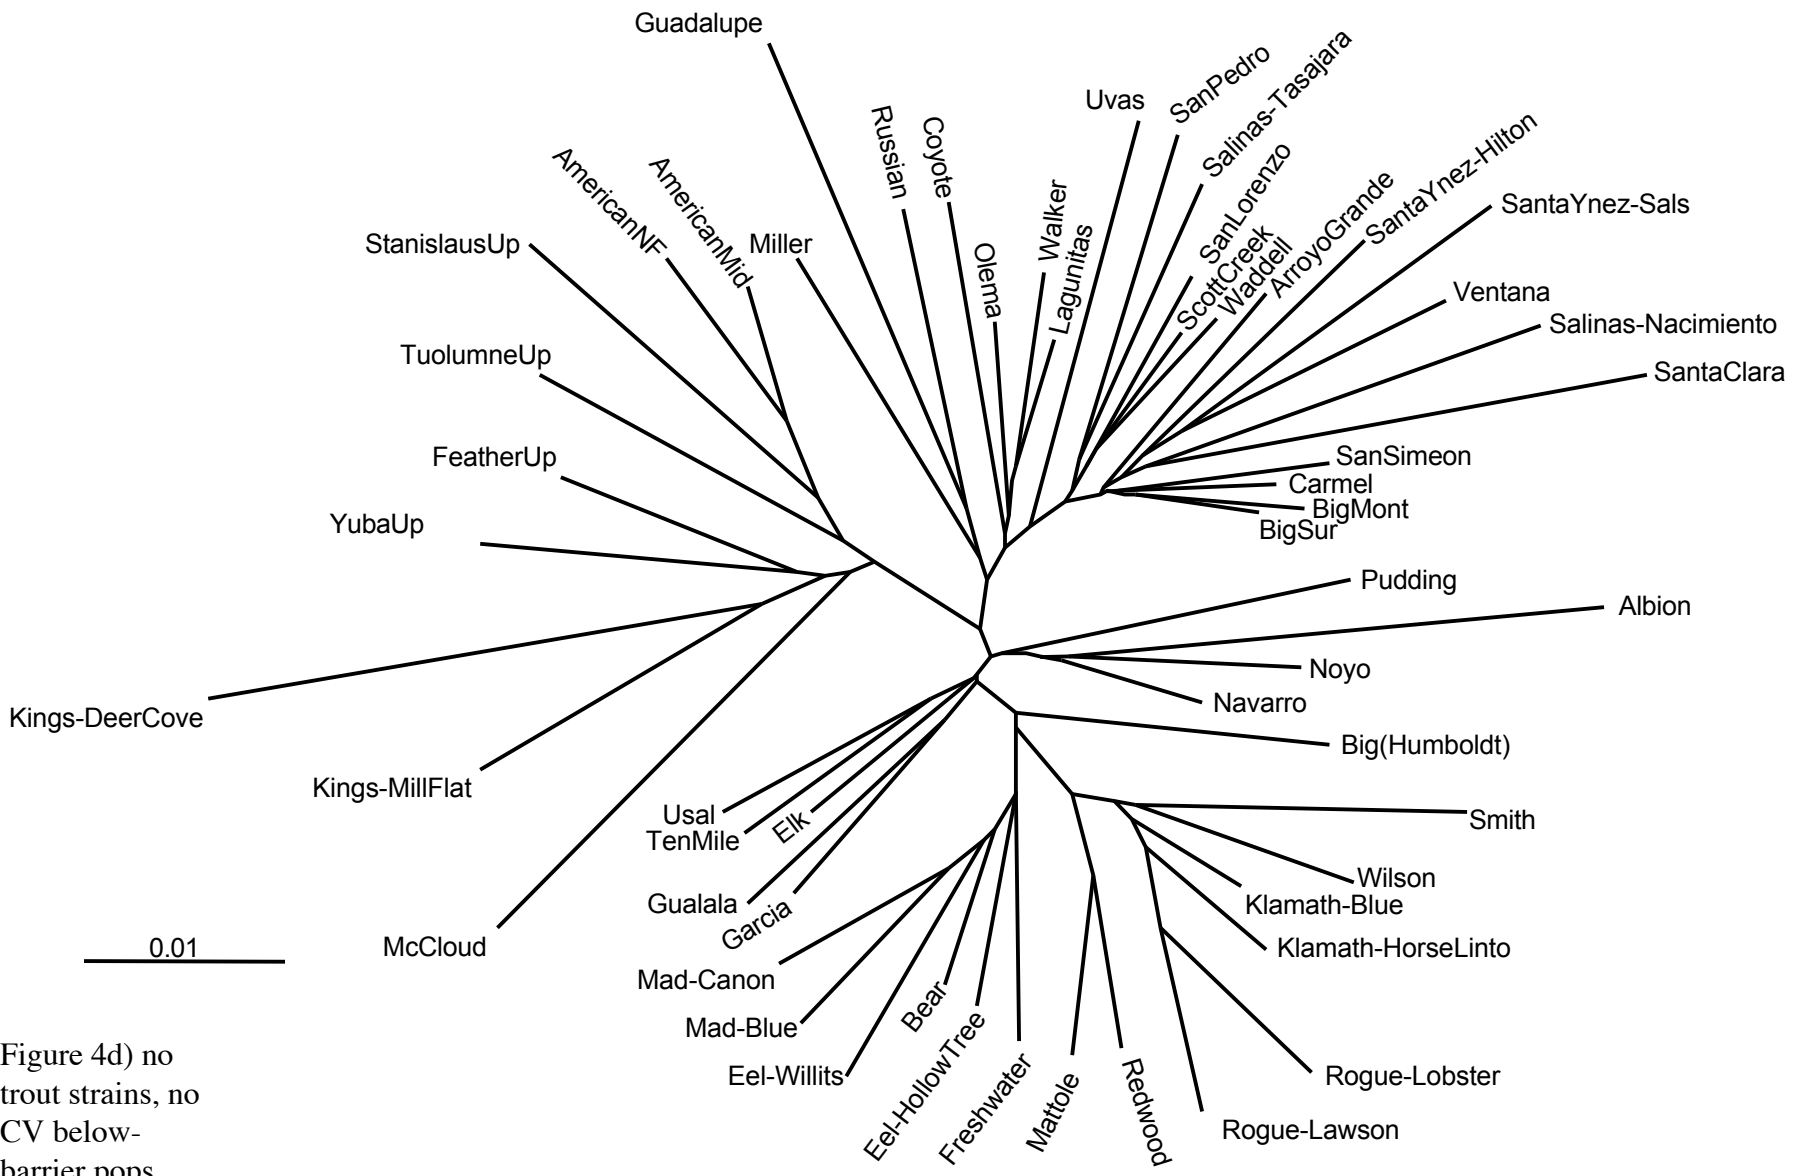 Guadalupe
Russian
Coyote
Olema
Walker
Lagunitas
Uvas
SanPedro
Salinas-Tasajara
SanLorenzo
ScottCreek
Waddell
ArroyoGrande
SantaYnez-Hilton
SantaYnez-Sals
Ventana
Salinas-Nacimiento
SantaClara
SanSimeon
Carmel
BigMont
BigSur
AmericanNF
AmericanMid
Miller
StanislausUp
TuolumneUp
FeatherUp
YubaUp
Kings-DeerCove
Kings-MillFlat
McCloud
Pudding
Albion
Noyo
Navarro
Big(Humboldt)
Smith
Wilson
Klamath-Blue
Klamath-HorseLinto
Rogue-Lobster
Rogue-Lawson
Redwood
Mattole
Freshwater
Eel-HollowTree
Bear
Eel-Willits
Mad-Blue
Mad-Canon
Garcia
Gualala
Elk
TenMile
Usal
0.01
Figure 4d) no
trout strains, no
CV below-
barrier pops